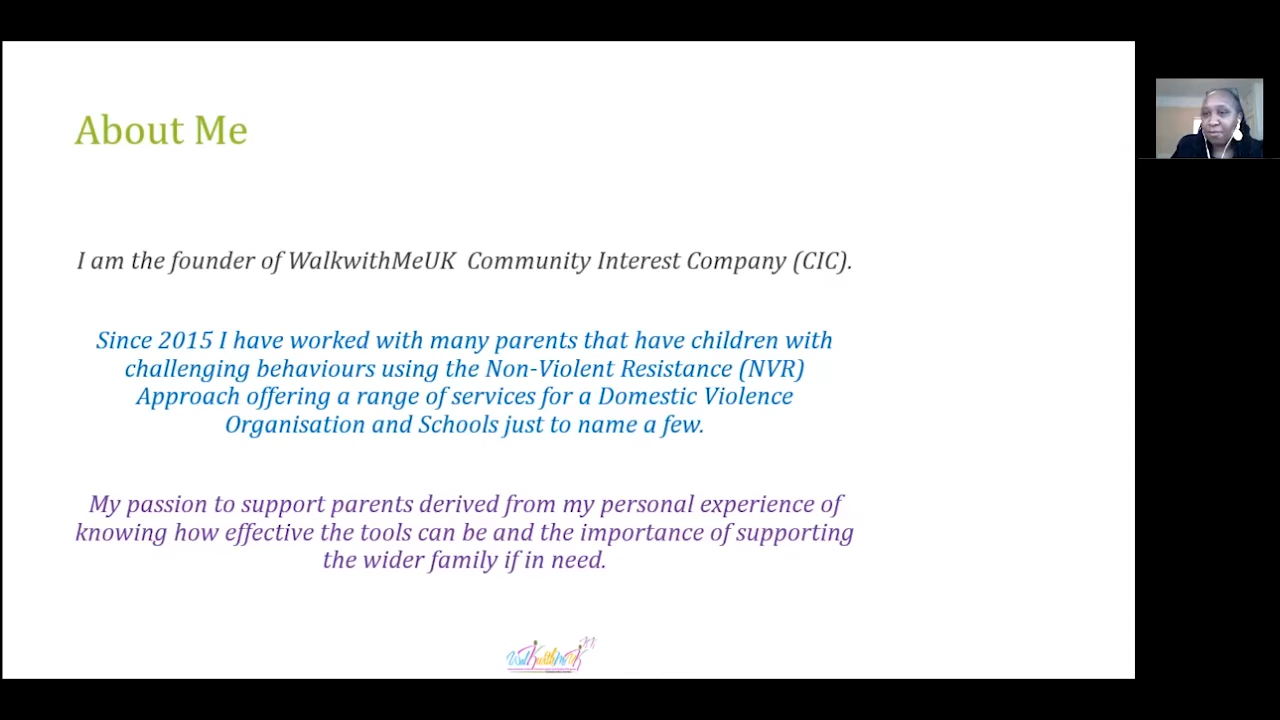 About Me
I am the founder of WalkwithMeUK Community Interest Company (CIC).
Since 2015 I have worked with many parents that have children with
challenging behaviours using the Non-Violent Resistance (NVR)
Approach offering a range of services for a Domestic Violence
Organisation and Schools just to name a few.
My passion to support parents derived from my personal experience of
knowing how effective the tools can be and the importance of supporting
the wider family if in need.
WalkwithMeUK